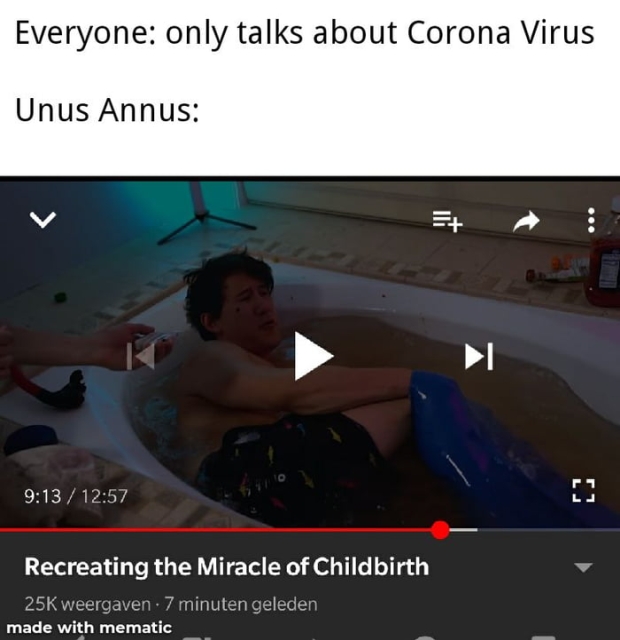 Everyone: only talks about Corona Virus
Unus Annus:
9:13 / 12:57
Recreating the Miracle of Childbirth
25K weergaven · 7 minuten geleden
made with mematic